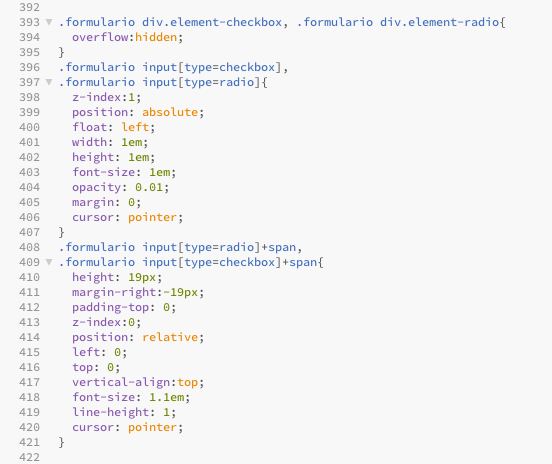 392
393 .formulario div.element-checkbox, .formulario div.element-radio{
394 overflow:hidden;
395 }
396 .formulario input[type=checkbox],
397 .formulario input[type=radio]{
398 z-index:1;
399 position: absolute;
400 float: left;
401 width: 1em;
402 height: 1em;
403 font-size: 1em;
404 opacity: 0.01;
405 margin: 0;
406 cursor: pointer;
407 }
408 .formulario input[type=radio]+span,
409 .formulario input[type=checkbox]+span{
410 height: 19px;
411 margin-right:-19px;
412 padding-top: 0;
413 z-index:0;
414 position: relative;
415 left: 0;
416 top: 0;
417 vertical-align:top;
418 font-size: 1.1em;
419 line-height: 1;
420 cursor: pointer;
421 }
422